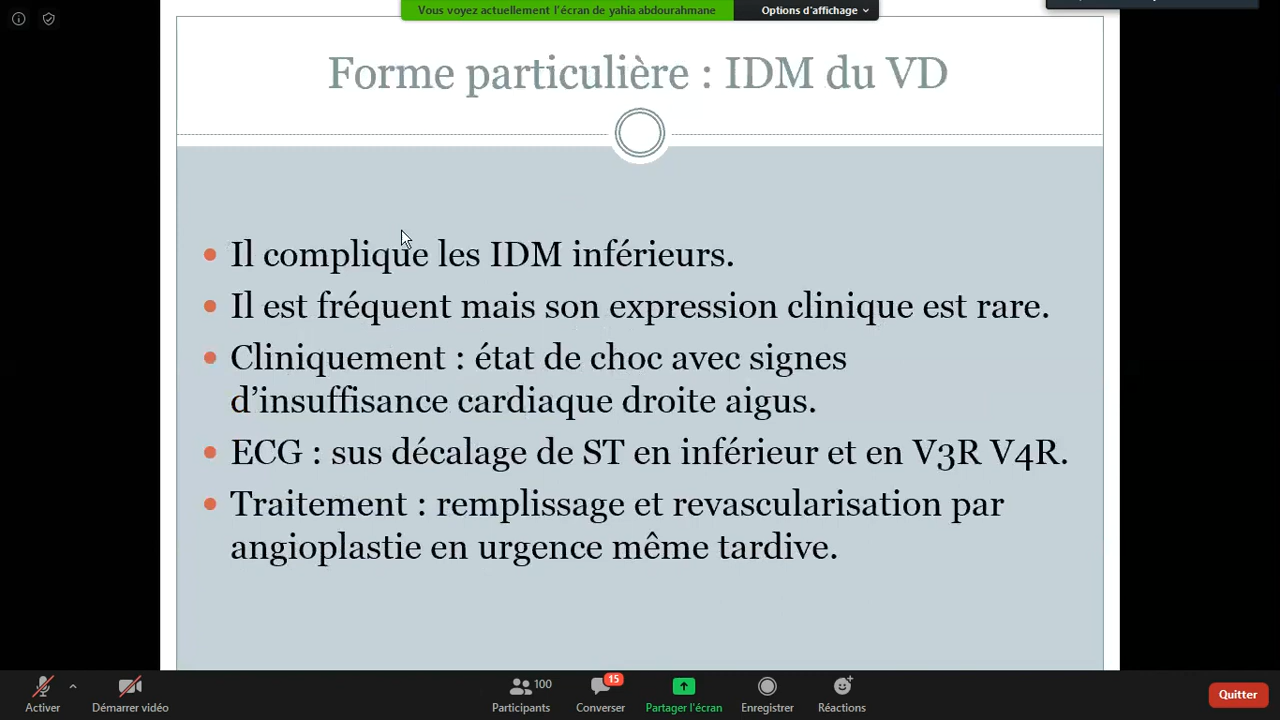 Vous voyez actuellement l'écran de yahia abdourahmane
Options d'affichage
Forme particulière : IDM du VD
Il complique les IDM inférieurs.
Il est fréquent mais son expression clinique est rare.
Cliniquement : état de choc avec signes
d'insuffisance cardiaque droite aigus.
ECG : sus décalage de ST en inférieur et en V3R V4R.
Traitement : remplissage et revascularisation par
angioplastie en urgence même tardive.
Activer
Démarrer vidéo
100
Participants
15
Converser
Partager l'écran
Enregistrer
Réactions
Quitter